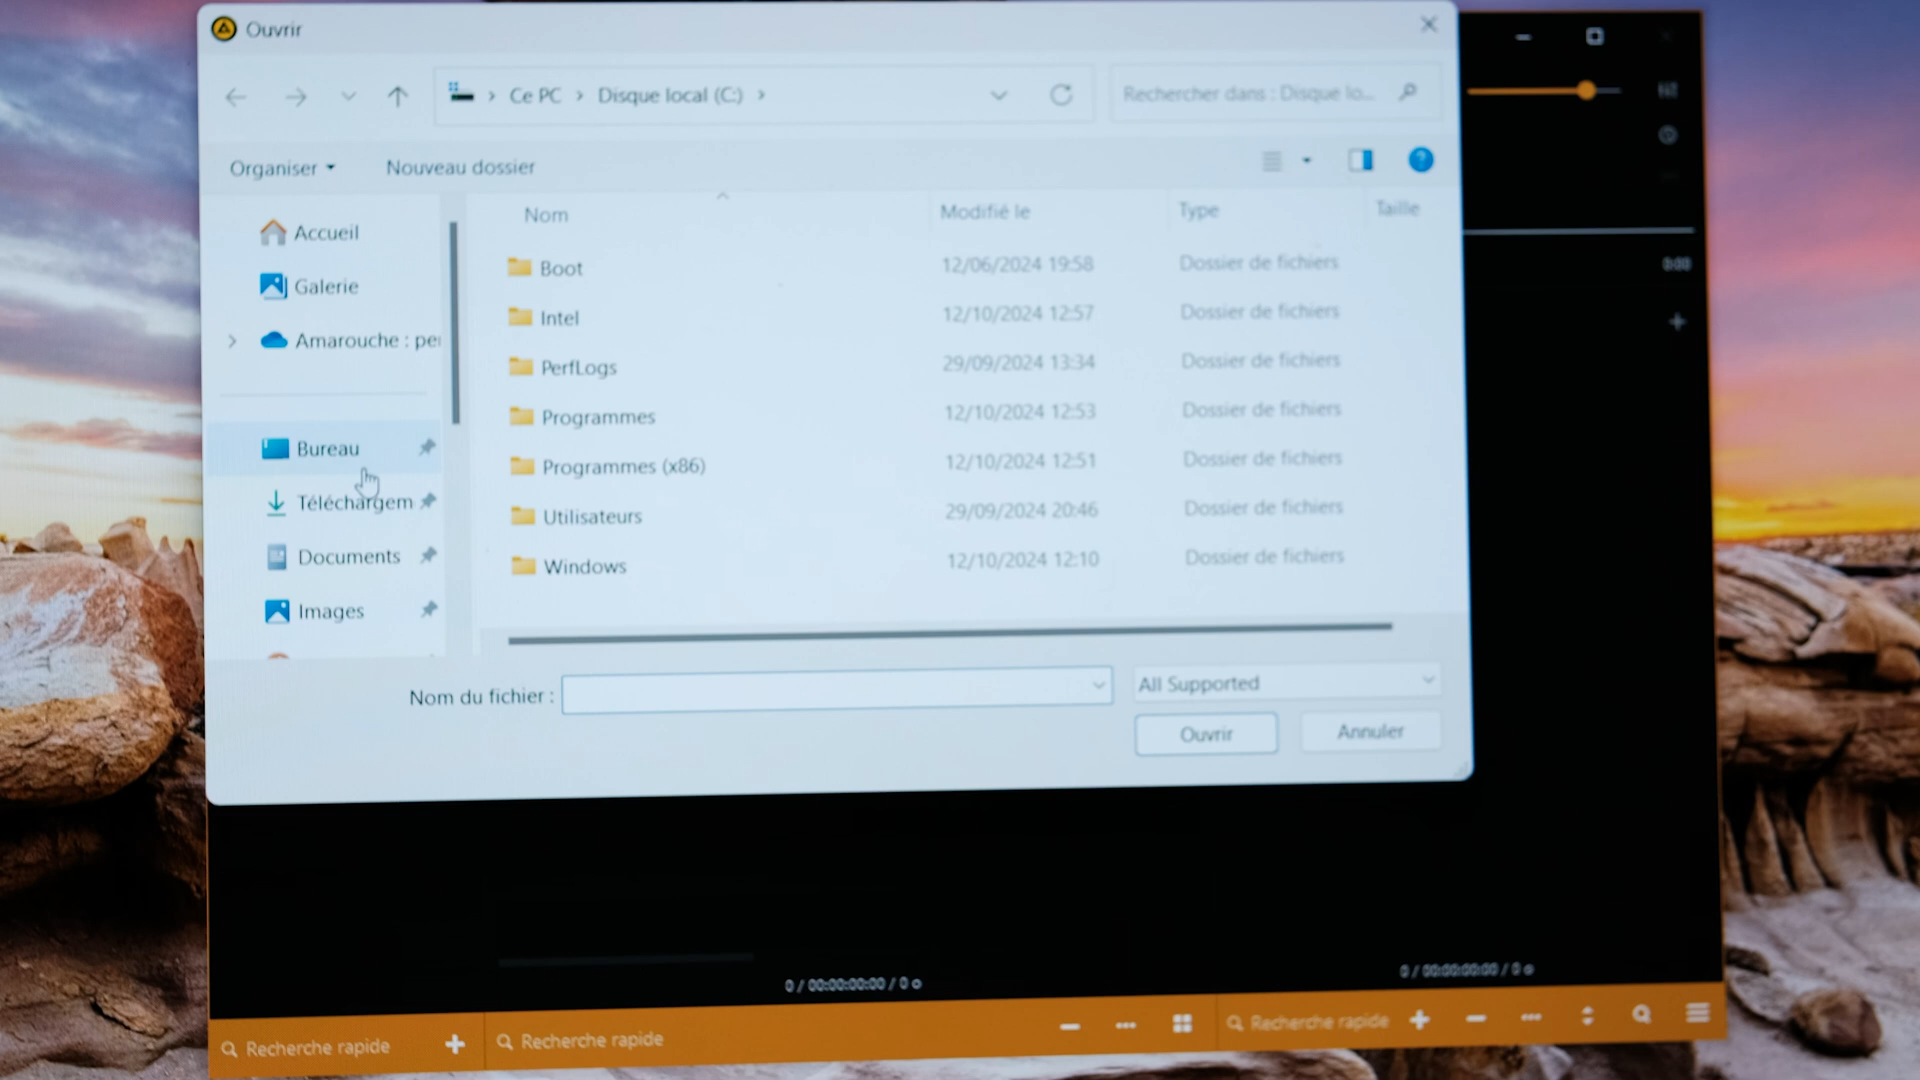 Ouvrir
Ce PC > Disque local (C:) >
Rechercher dans : Disque lo...
Organiser
Nouveau dossier
Nom
Modifié le
Type
Taille
Accueil
Galerie
Amarouche : per
Bureau
Téléchargem
Documents
Images
Boot 12/06/2024 19:58 Dossier de fichiers
Intel 12/10/2024 12:57 Dossier de fichiers
PerfLogs 29/09/2024 13:34 Dossier de fichiers
Programmes 12/10/2024 12:53 Dossier de fichiers
Programmes (x86) 12/10/2024 12:51 Dossier de fichiers
Utilisateurs 29/09/2024 20:46 Dossier de fichiers
Windows 12/10/2024 12:10 Dossier de fichiers
Nom du fichier :
All Supported
Ouvrir
Annuler
0:00
0 / 00:00:00:00 / 0
0 / 00:00:00:00 / 0
Recherche rapide
Recherche rapide
Recherche rapide